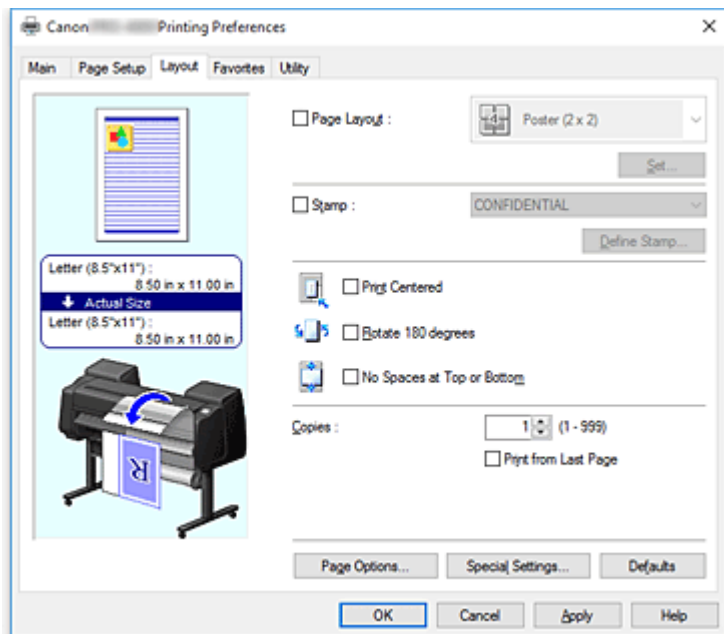 Canon Printing Preferences
Main Page Setup Layout Favorites Utility
Page Layout : 4 Poster (2 x 2)
Set...
Stamp : CONFIDENTIAL
Define Stamp...
Letter (8.5"x11") :
8.50 in x 11.00 in
Actual Size
Letter (8.5"x11") :
8.50 in x 11.00 in
Print Centered
Rotate 180 degrees
No Spaces at Top or Bottom
Copies : 1 (1 - 999)
Print from Last Page
R
Page Options... Special Settings... Defaults
OK Cancel Apply Help